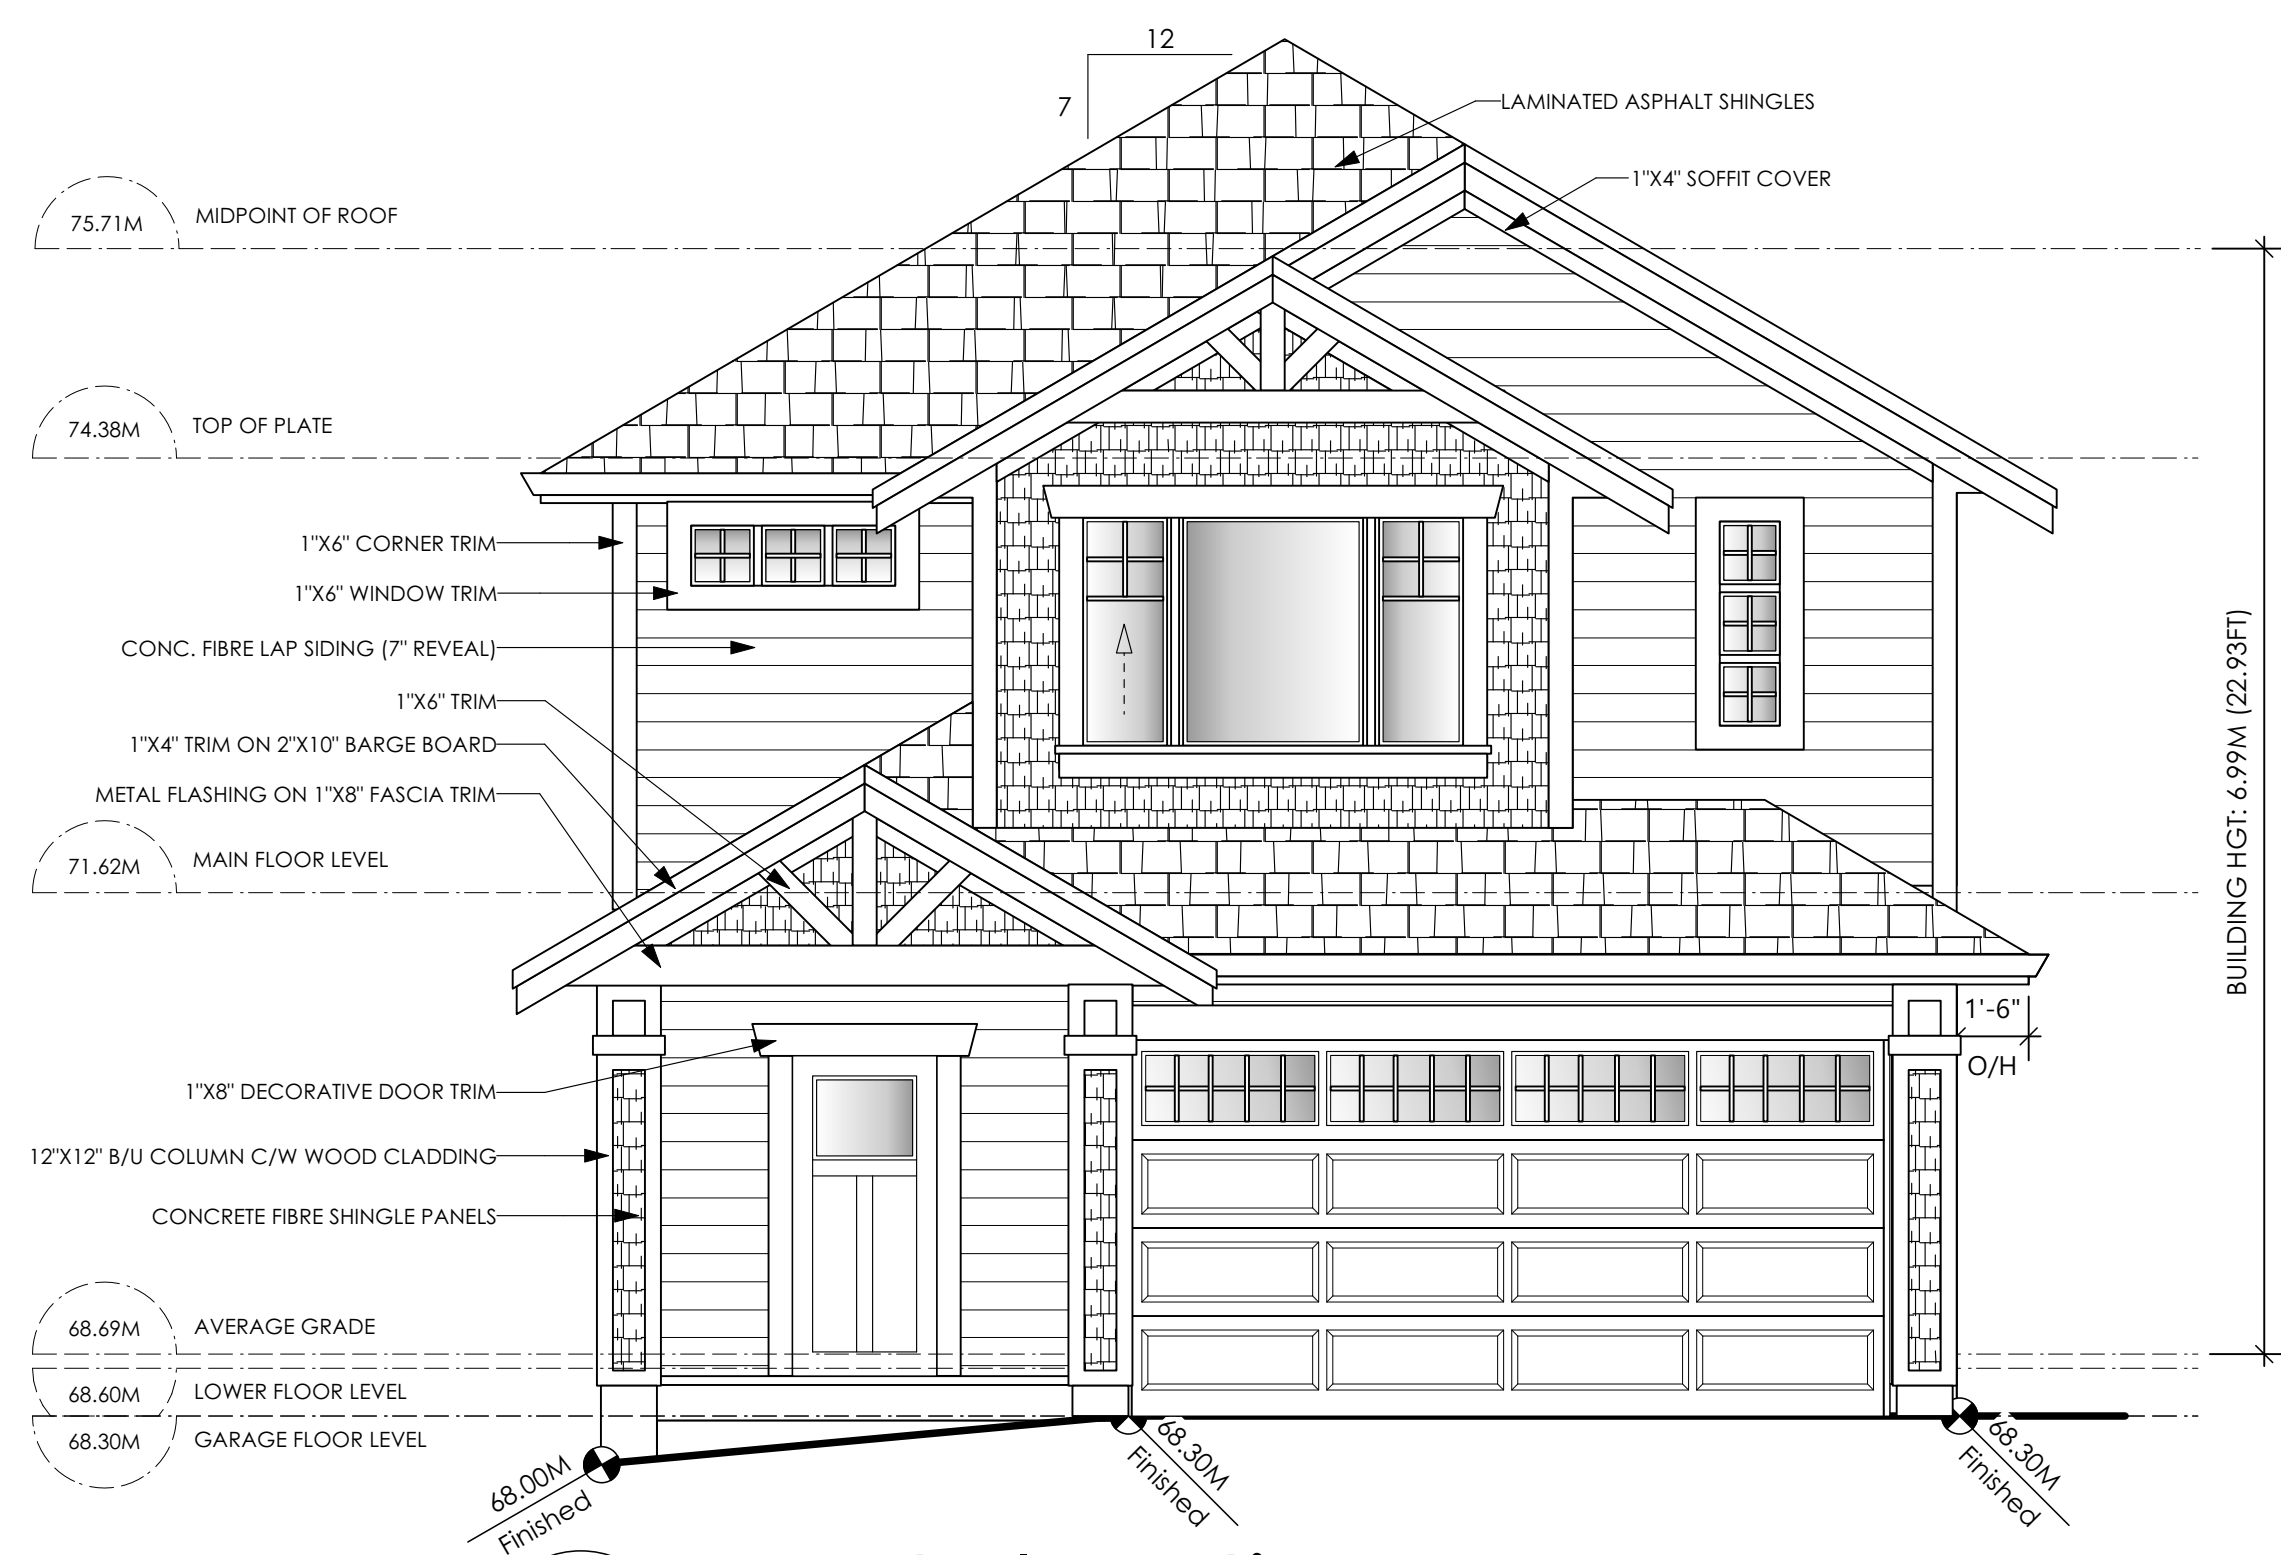 12
7
LAMINATED ASPHALT SHINGLES
1"X4" SOFFIT COVER
75.71M MIDPOINT OF ROOF
74.38M TOP OF PLATE
1"X6" CORNER TRIM
1"X6" WINDOW TRIM
CONC. FIBRE LAP SIDING (7" REVEAL)
1"X6" TRIM
1"X4" TRIM ON 2"X10" BARGE BOARD
METAL FLASHING ON 1"X8" FASCIA TRIM
71.62M MAIN FLOOR LEVEL
BUILDING HGT: 6.99M (22.93FT)
1'-6"
O/H
1"X8" DECORATIVE DOOR TRIM
12"X12" B/U COLUMN C/W WOOD CLADDING
CONCRETE FIBRE SHINGLE PANELS
68.69M AVERAGE GRADE
68.60M LOWER FLOOR LEVEL
68.30M GARAGE FLOOR LEVEL
68.00M
Finished
68.30M
Finished
68.30M
Finished